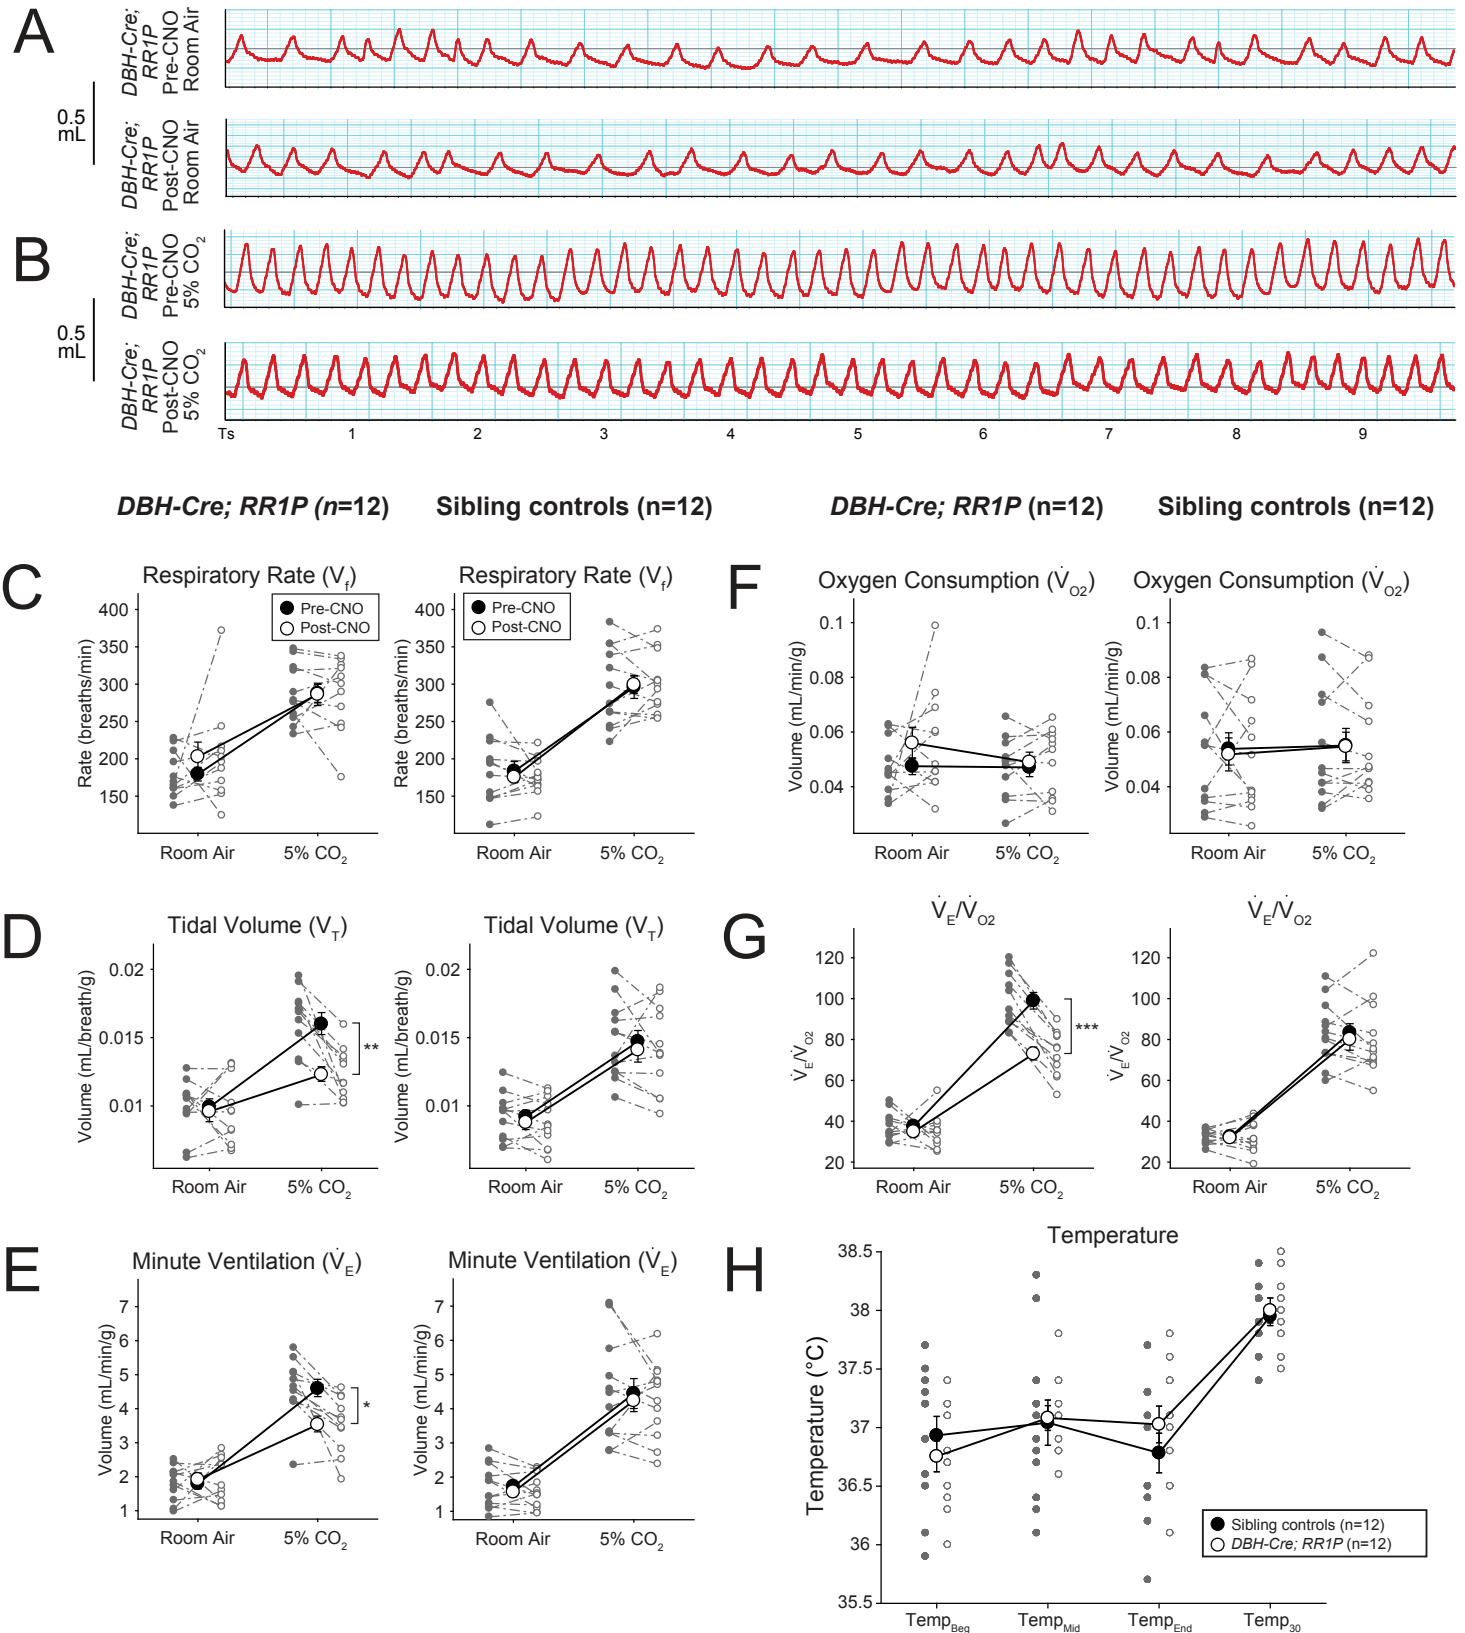 A
DBH-Cre;
RR1P
Pre-CNO
Room Air
0.5
mL
DBH-Cre;
RR1P
Post-CNO
Room Air
B
DBH-Cre;
RR1P
Pre-CNO
5% CO2
0.5
mL
DBH-Cre;
RR1P
Post-CNO
5% CO2
Ts 1 2 3 4 5 6 7 8 9
DBH-Cre; RR1P (n=12) Sibling controls (n=12) DBH-Cre; RR1P (n=12) Sibling controls (n=12)
C
Respiratory Rate (Vf)
Rate (breaths/min)
400
350
300
250
200
150
Pre-CNO
Post-CNO
Room Air 5% CO2
Respiratory Rate (Vf)
Rate (breaths/min)
400
350
300
250
200
150
Pre-CNO
Post-CNO
Room Air 5% CO2
F
Oxygen Consumption (V̇O2)
Volume (mL/min/g)
0.1
0.08
0.06
0.04
Room Air 5% CO2
Oxygen Consumption (V̇O2)
Volume (mL/min/g)
0.1
0.08
0.06
0.04
Room Air 5% CO2
D
Tidal Volume (VT)
Volume (mL/breath/g)
0.02
0.015
0.01
**
Room Air 5% CO2
Tidal Volume (VT)
Volume (mL/breath/g)
0.02
0.015
0.01
Room Air 5% CO2
G
V̇E/V̇O2
V̇E/V̇O2
120
100
80
60
40
20
***
Room Air 5% CO2
V̇E/V̇O2
V̇E/V̇O2
120
100
80
60
40
20
Room Air 5% CO2
E
Minute Ventilation (V̇E)
Volume (mL/min/g)
7
6
5
4
3
2
1
*
Room Air 5% CO2
Minute Ventilation (V̇E)
Volume (mL/min/g)
7
6
5
4
3
2
1
Room Air 5% CO2
H
Temperature
Temperature (°C)
38.5
38
37.5
37
36.5
36
35.5
Sibling controls (n=12)
DBH-Cre; RR1P (n=12)
TempBeg TempMid TempEnd Temp30